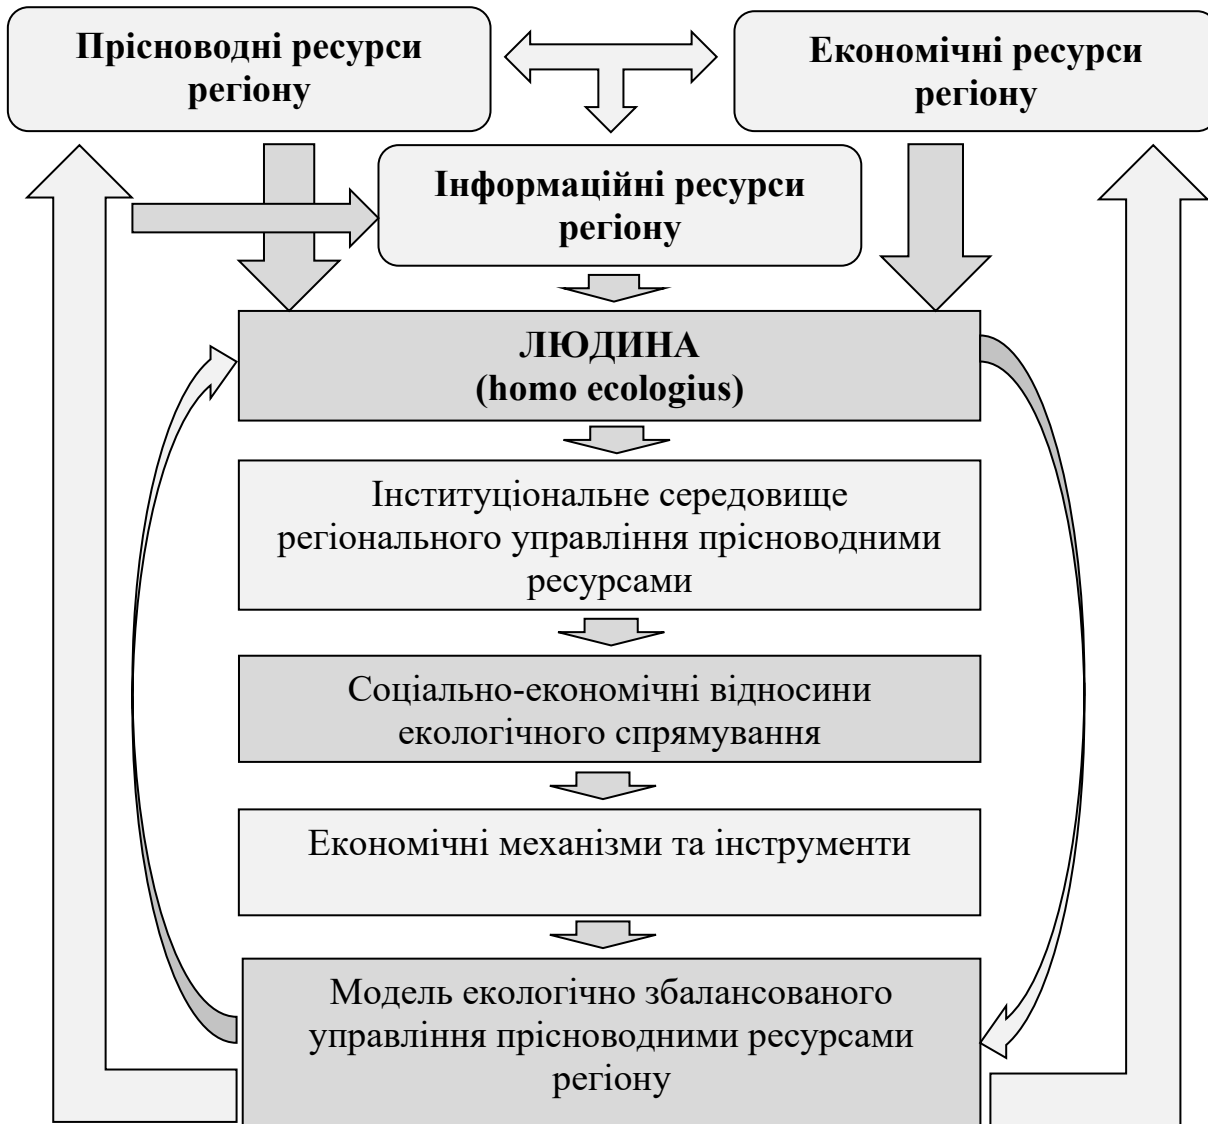 Прісноводні ресурси
регіону
Економічні ресурси
регіону
Інформаційні ресурси
регіону
ЛЮДИНА
(homo ecologius)
Інституціональне середовище
регіонального управління прісноводними
ресурсами
Соціально-економічні відносини
екологічного спрямування
Економічні механізми та інструменти
Модель екологічно збалансованого
управління прісноводними ресурсами
регіону